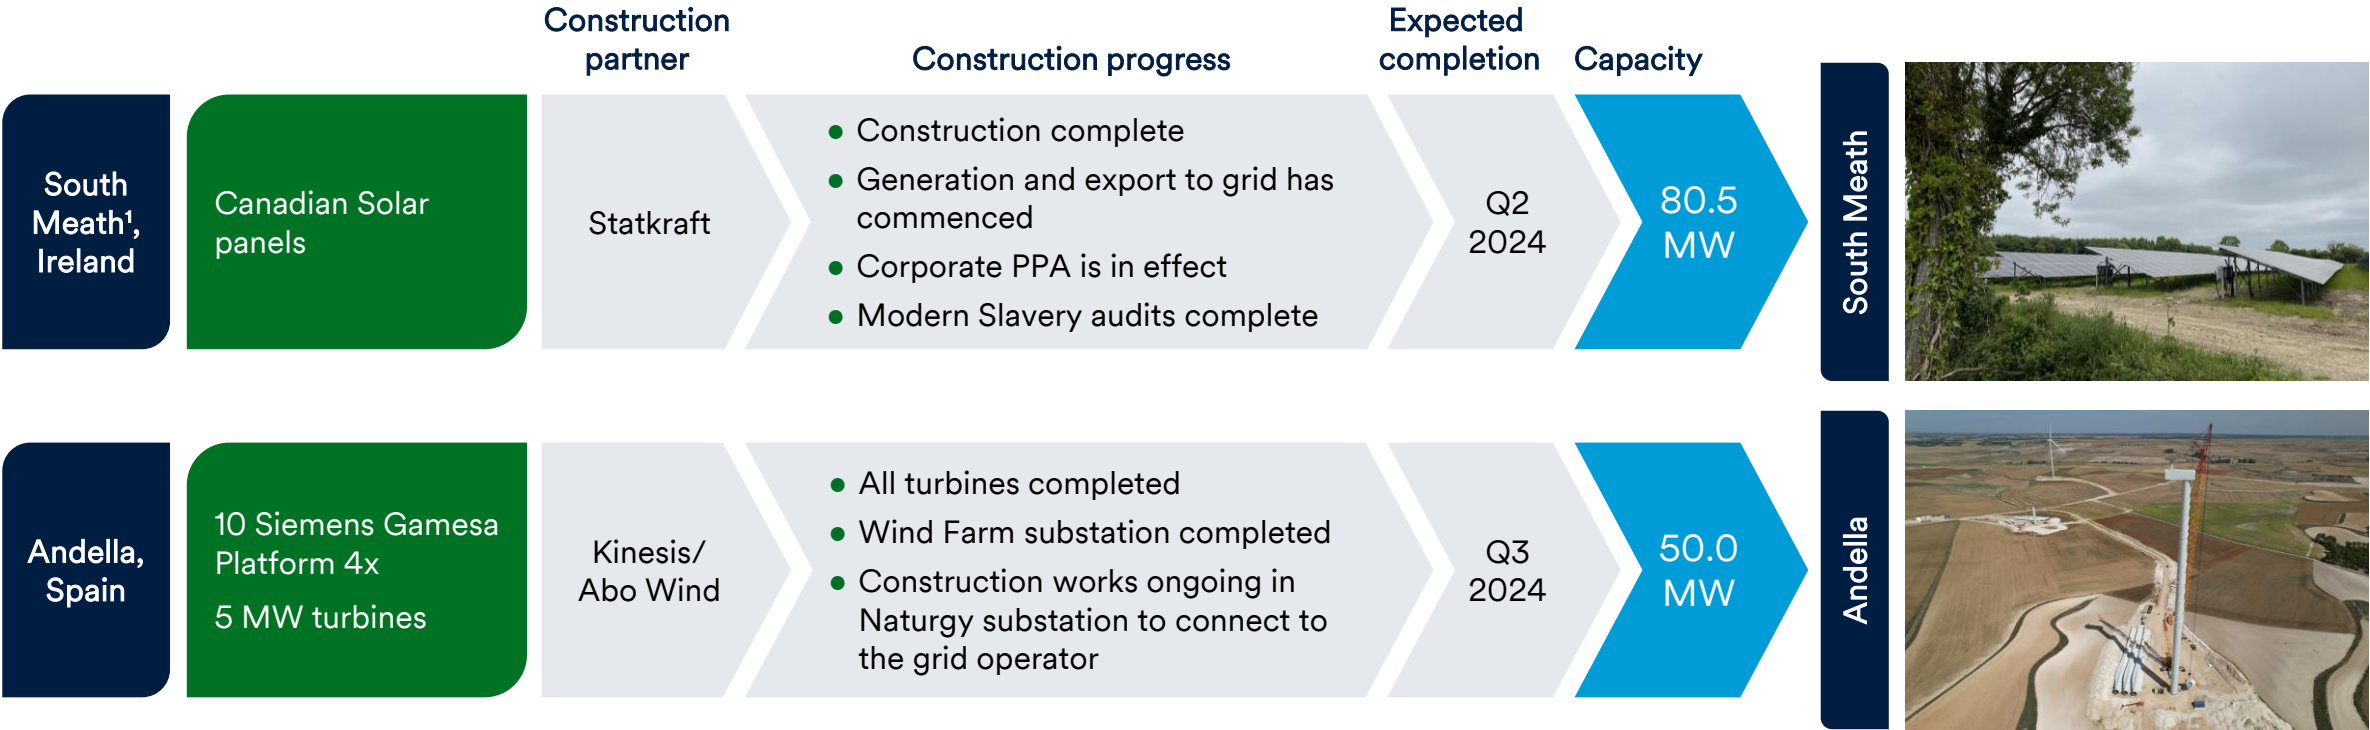 Construction
partner
Construction progress
Expected
completion
Capacity
South
Meath¹,
Ireland
Canadian Solar
panels
Statkraft
• Construction complete
• Generation and export to grid has
commenced
• Corporate PPA is in effect
• Modern Slavery audits complete
Q2
2024
80.5
MW
South Meath
Andella,
Spain
10 Siemens Gamesa
Platform 4x
5 MW turbines
Kinesis/
Abo Wind
• All turbines completed
• Wind Farm substation completed
• Construction works ongoing in
Naturgy substation to connect to
the grid operator
Q3
2024
50.0
MW
Andella